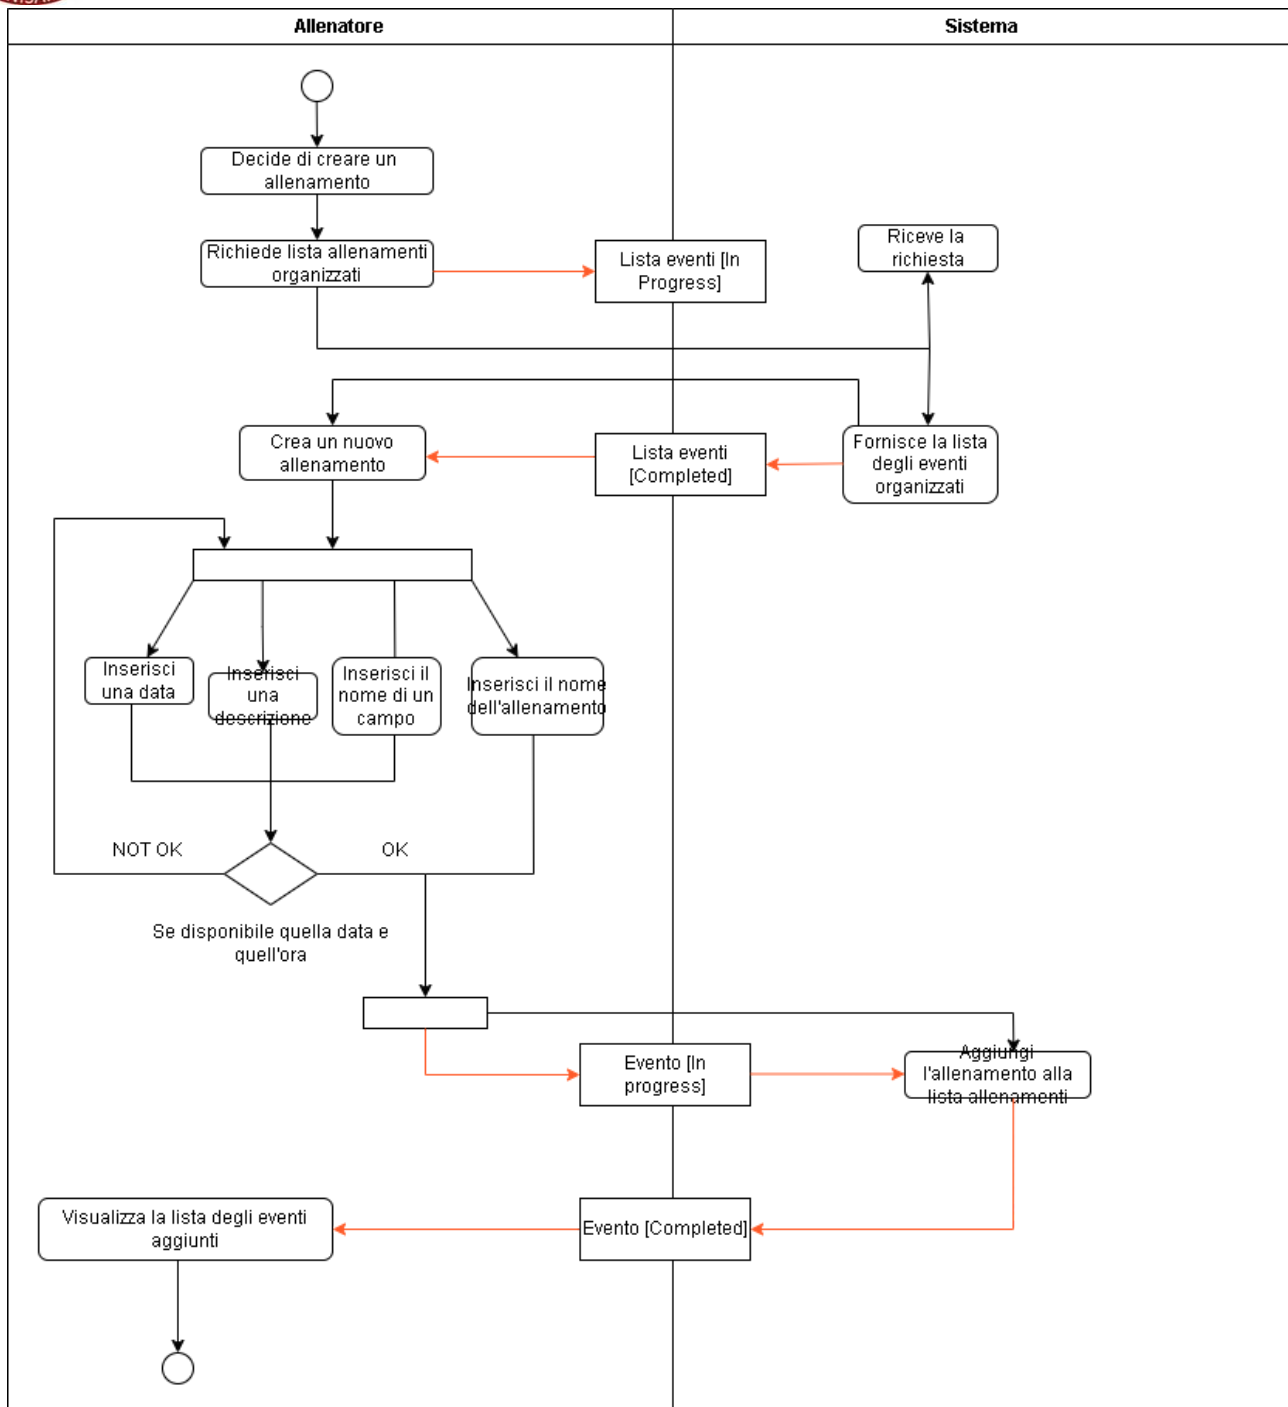 Allenatore
Sistema
Decide di creare un
allenamento
Richiede lista allenamenti
organizzati
Lista eventi [In
Progress]
Riceve la
richiesta
Crea un nuovo
allenamento
Lista eventi
[Completed]
Fornisce la lista
degli eventi
organizzati
Inserisci
una data
Inserisci
una
descrizione
Inserisci il
nome di un
campo
Inserisci il nome
dell'allenamento
NOT OK
OK
Se disponibile quella data e
quell'ora
Evento [In
progress]
Aggiungi
l'allenamento alla
lista allenamenti
Visualizza la lista degli eventi
aggiunti
Evento [Completed]